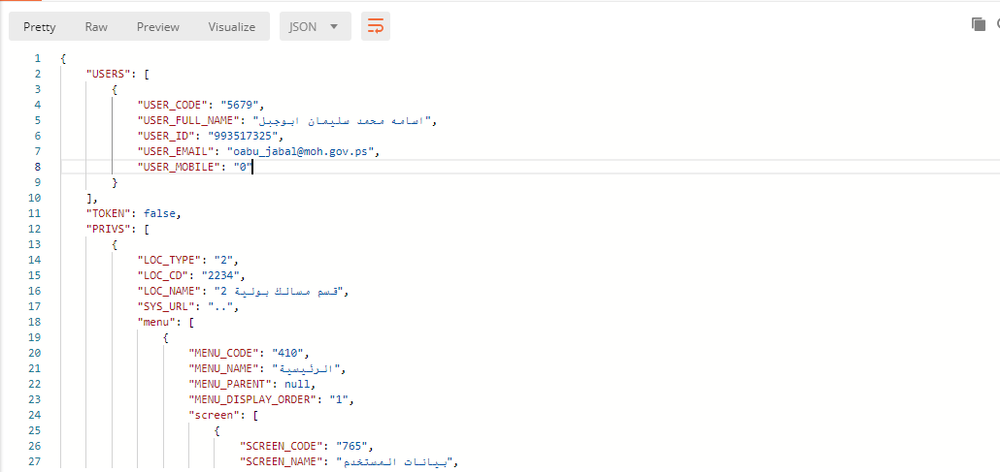 Pretty Raw Preview Visualize JSON
1 {
2 "USERS": [
3 {
4 "USER_CODE": "5679",
5 "USER_FULL_NAME": "اسامه محمد سليمان ابوجبل",
6 "USER_ID": "993517325",
7 "USER_EMAIL": "oabu_jabal@moh.gov.ps",
8 "USER_MOBILE": "0"
9 }
10 ],
11 "TOKEN": false,
12 "PRIVS": [
13 {
14 "LOC_TYPE": "2",
15 "LOC_CD": "2234",
16 "LOC_NAME": "قسم مسالك بولية 2",
17 "SYS_URL": "..",
18 "menu": [
19 {
20 "MENU_CODE": "410",
21 "MENU_NAME": "الرئيسية",
22 "MENU_PARENT": null,
23 "MENU_DISPLAY_ORDER": "1",
24 "screen": [
25 {
26 "SCREEN_CODE": "765",
27 "SCREEN_NAME": "بيانات المستخدم",